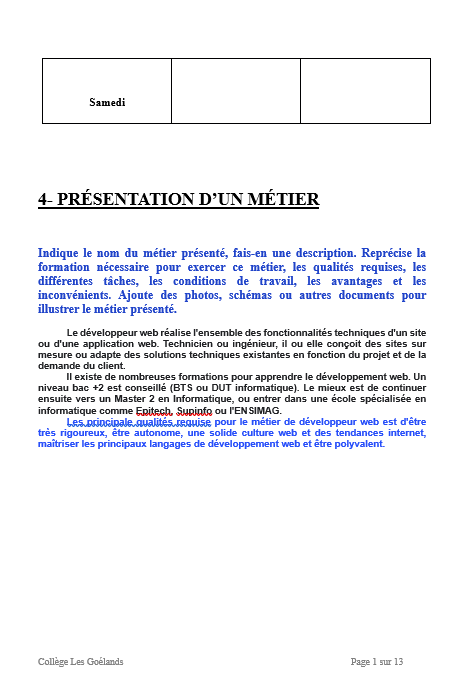 Samedi
4- PRÉSENTATION D’UN MÉTIER
Indique le nom du métier présenté, fais-en une description. Reprécise la
formation nécessaire pour exercer ce métier, les qualités requises, les
différentes tâches, les conditions de travail, les avantages et les
inconvénients. Ajoute des photos, schémas ou autres documents pour
illustrer le métier présenté.
Le développeur web réalise l'ensemble des fonctionnalités techniques d'un site
ou d'une application web. Technicien ou ingénieur, il ou elle conçoit des sites sur
mesure ou adapte des solutions techniques existantes en fonction du projet et de la
demande du client.
Il existe de nombreuses formations pour apprendre le développement web. Un
niveau bac +2 est conseillé (BTS ou DUT informatique). Le mieux est de continuer
ensuite vers un Master 2 en Informatique, ou entrer dans une école spécialisée en
informatique comme Epitech, Supinfo ou l'ENSIMAG.
Les principale qualités requise pour le métier de développeur web est d'être
très rigoureux, être autonome, une solide culture web et des tendances internet,
maîtriser les principaux langages de développement web et être polyvalent.
Collège Les Goélands Page 1 sur 13